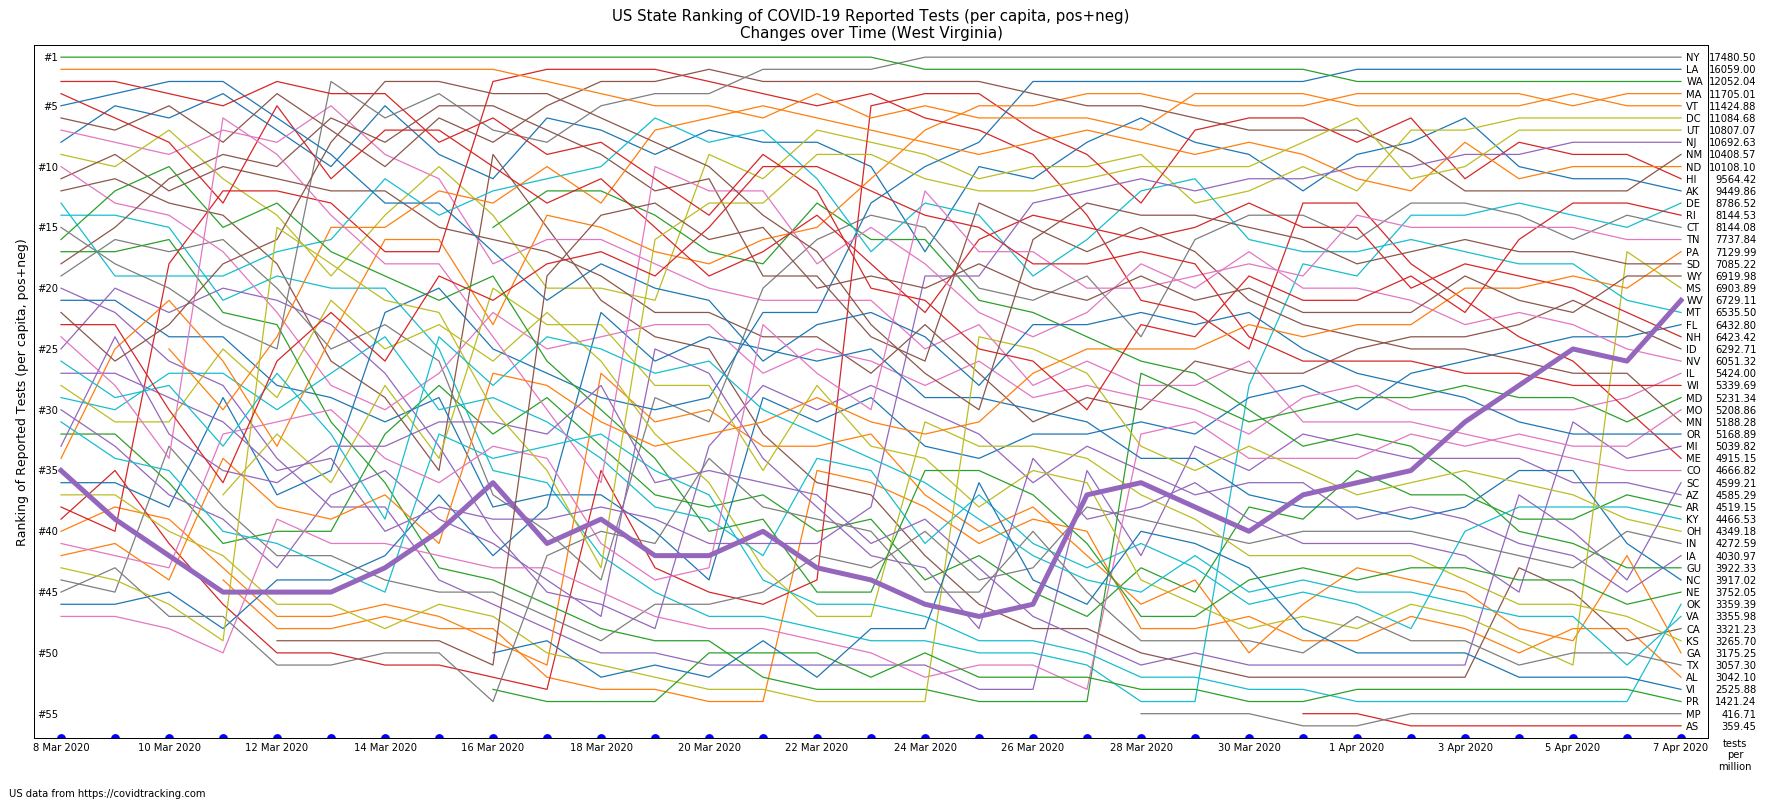 US State Ranking of COVID-19 Reported Tests (per capita, pos+neg)
Changes over Time (West Virginia)
Ranking of Reported Tests (per capita, pos+neg)
#1
#5
#10
#15
#20
#25
#30
#35
#40
#45
#50
#55
NY 17480.50
LA 16059.00
WA 12052.04
MA 11705.01
VT 11424.88
DC 11084.68
UT 10807.07
NJ 10692.63
NM 10408.57
ND 10108.10
HI 9564.42
AK 9449.86
DE 8786.52
RI 8144.53
CT 8144.08
TN 7737.84
PA 7129.99
SD 7085.22
WY 6919.98
MS 6903.89
WV 6729.11
MT 6535.50
FL 6432.80
NH 6423.42
ID 6292.71
NV 6051.32
IL 5424.00
WI 5339.69
MD 5231.34
MO 5208.86
MN 5188.28
OR 5168.89
MI 5039.82
ME 4915.15
CO 4666.82
SC 4599.21
AZ 4585.29
AR 4519.15
KY 4466.53
OH 4349.18
IN 4272.59
IA 4030.97
GU 3922.33
NC 3917.02
NE 3752.05
OK 3359.39
VA 3355.98
CA 3321.23
KS 3265.70
GA 3175.25
TX 3057.30
AL 3042.10
VI 2525.88
PR 1421.24
MP 416.71
AS 359.45
8 Mar 2020 10 Mar 2020 12 Mar 2020 14 Mar 2020 16 Mar 2020 18 Mar 2020 20 Mar 2020 22 Mar 2020 24 Mar 2020 26 Mar 2020 28 Mar 2020 30 Mar 2020 1 Apr 2020 3 Apr 2020 5 Apr 2020 7 Apr 2020
tests
per
million
US data from https://covidtracking.com